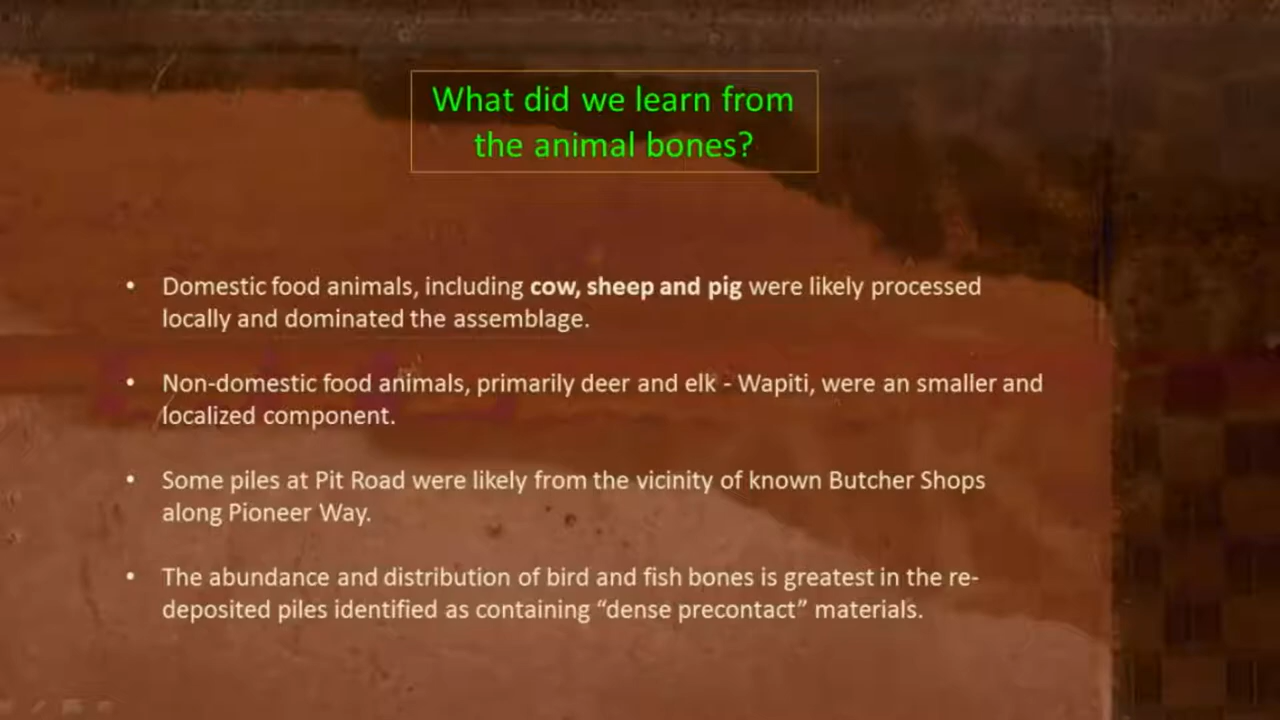 What did we learn from
the animal bones?
• Domestic food animals, including cow, sheep and pig were likely processed
locally and dominated the assemblage.
• Non-domestic food animals, primarily deer and elk - Wapiti, were an smaller and
localized component.
• Some piles at Pit Road were likely from the vicinity of known Butcher Shops
along Pioneer Way.
• The abundance and distribution of bird and fish bones is greatest in the re-
deposited piles identified as containing “dense precontact” materials.